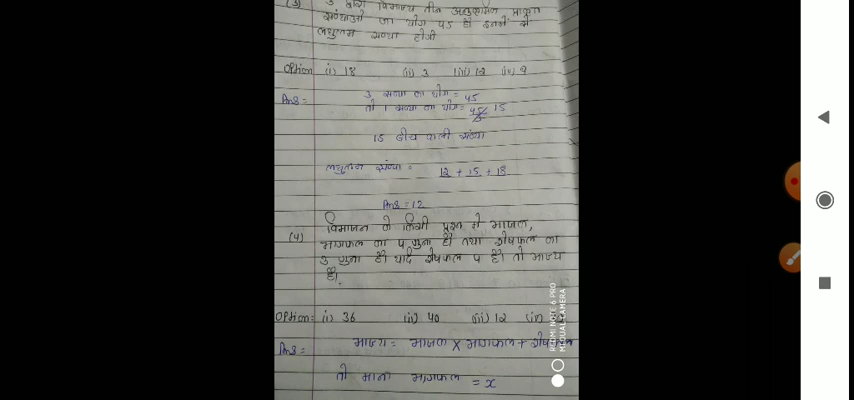 (3) 3 द्वारा विभाज्य तीन अनुक्रमित प्राकृत
संख्याओं का योग 45 है इनमें से
लघुतम संख्या होगी
Option (i) 18 (ii) 3 (iii) 12 (iv) 9
Ans = 3 संख्या का योग = 45
तो 1 संख्या का योग = 45/3 15
15 बीच वाली संख्या
लघुतम संख्या = 12 + 15 + 18
Ans = 12
(4) विभाजन के किसी प्रश्न में भाजक,
भागफल का 4 गुना है तथा शेषफल का
3 गुना है। यदि शेषफल 4 है। तो भाज्य
है।
Option = (i) 36 (ii) 40 (iii) 12 (iv)
Ans = भाज्य = भाजक X भागफल + शेषफल
तो माना भागफल = x
REDMI NOTE 6 PRO
MI DUAL CAMERA